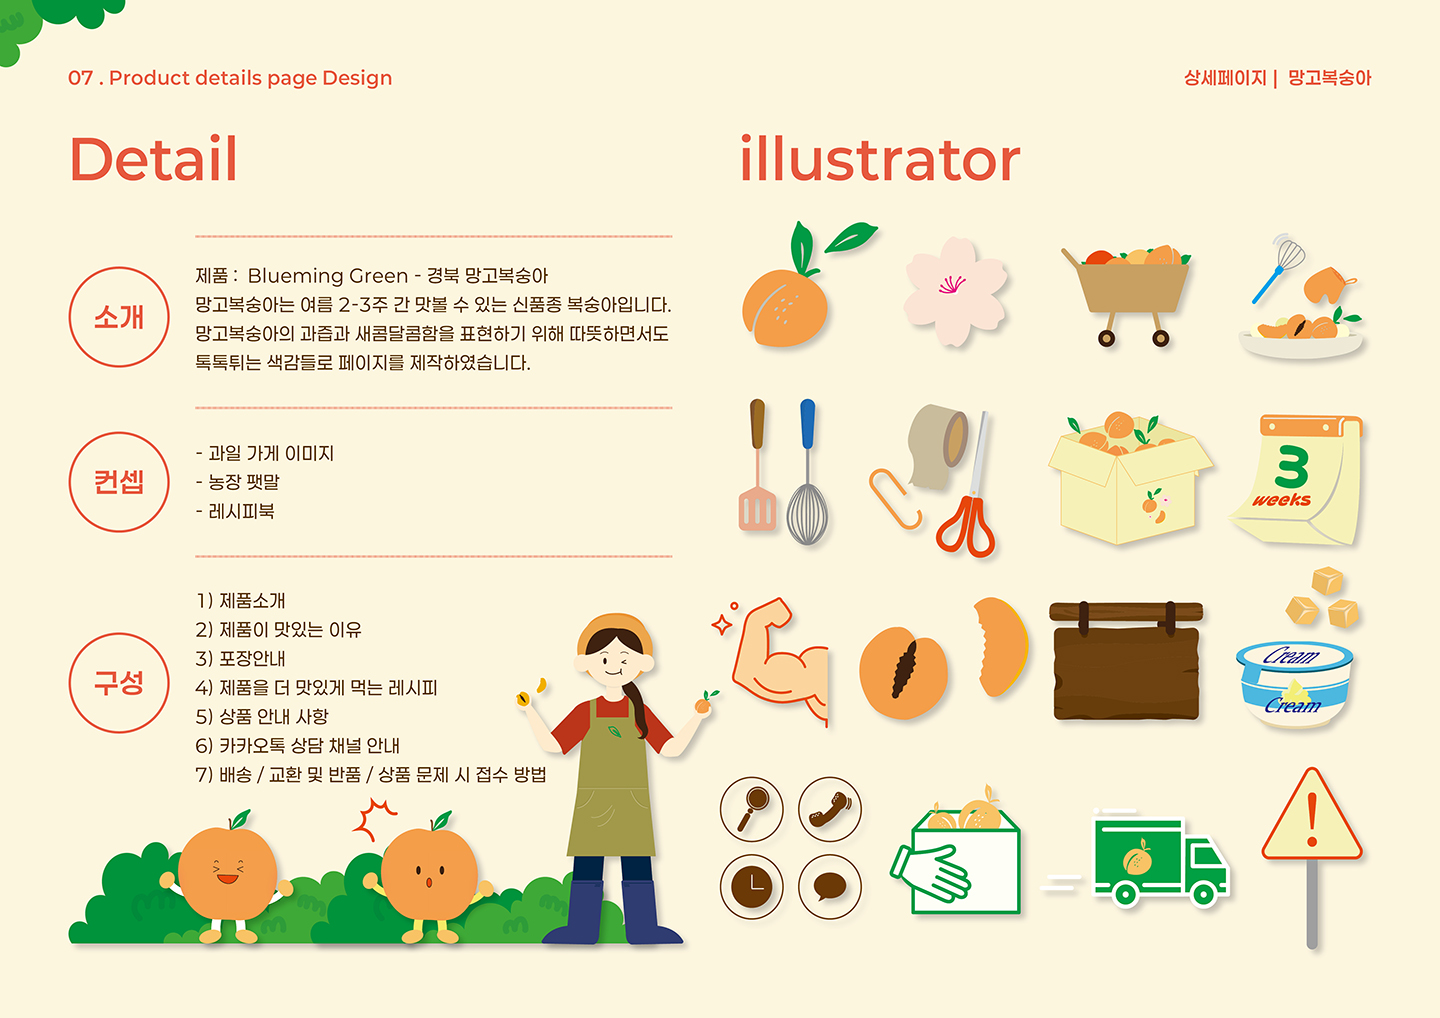 07 . Product details page Design
상세페이지 | 망고복숭아
Detail
소개
제품 : Blueming Green - 경북 망고복숭아
망고복숭아는 여름 2-3주 간 맛볼 수 있는 신품종 복숭아입니다.
망고복숭아의 과즙과 새콤달콤함을 표현하기 위해 따뜻하면서도
톡톡튀는 색감들로 페이지를 제작하였습니다.
컨셉
- 과일 가게 이미지
- 농장 팻말
- 레시피북
구성
1) 제품소개
2) 제품이 맛있는 이유
3) 포장안내
4) 제품을 더 맛있게 먹는 레시피
5) 상품 안내 사항
6) 카카오톡 상담 채널 안내
7) 배송 / 교환 및 반품 / 상품 문제 시 접수 방법
illustrator
3
weeks
Cream
Cream
!